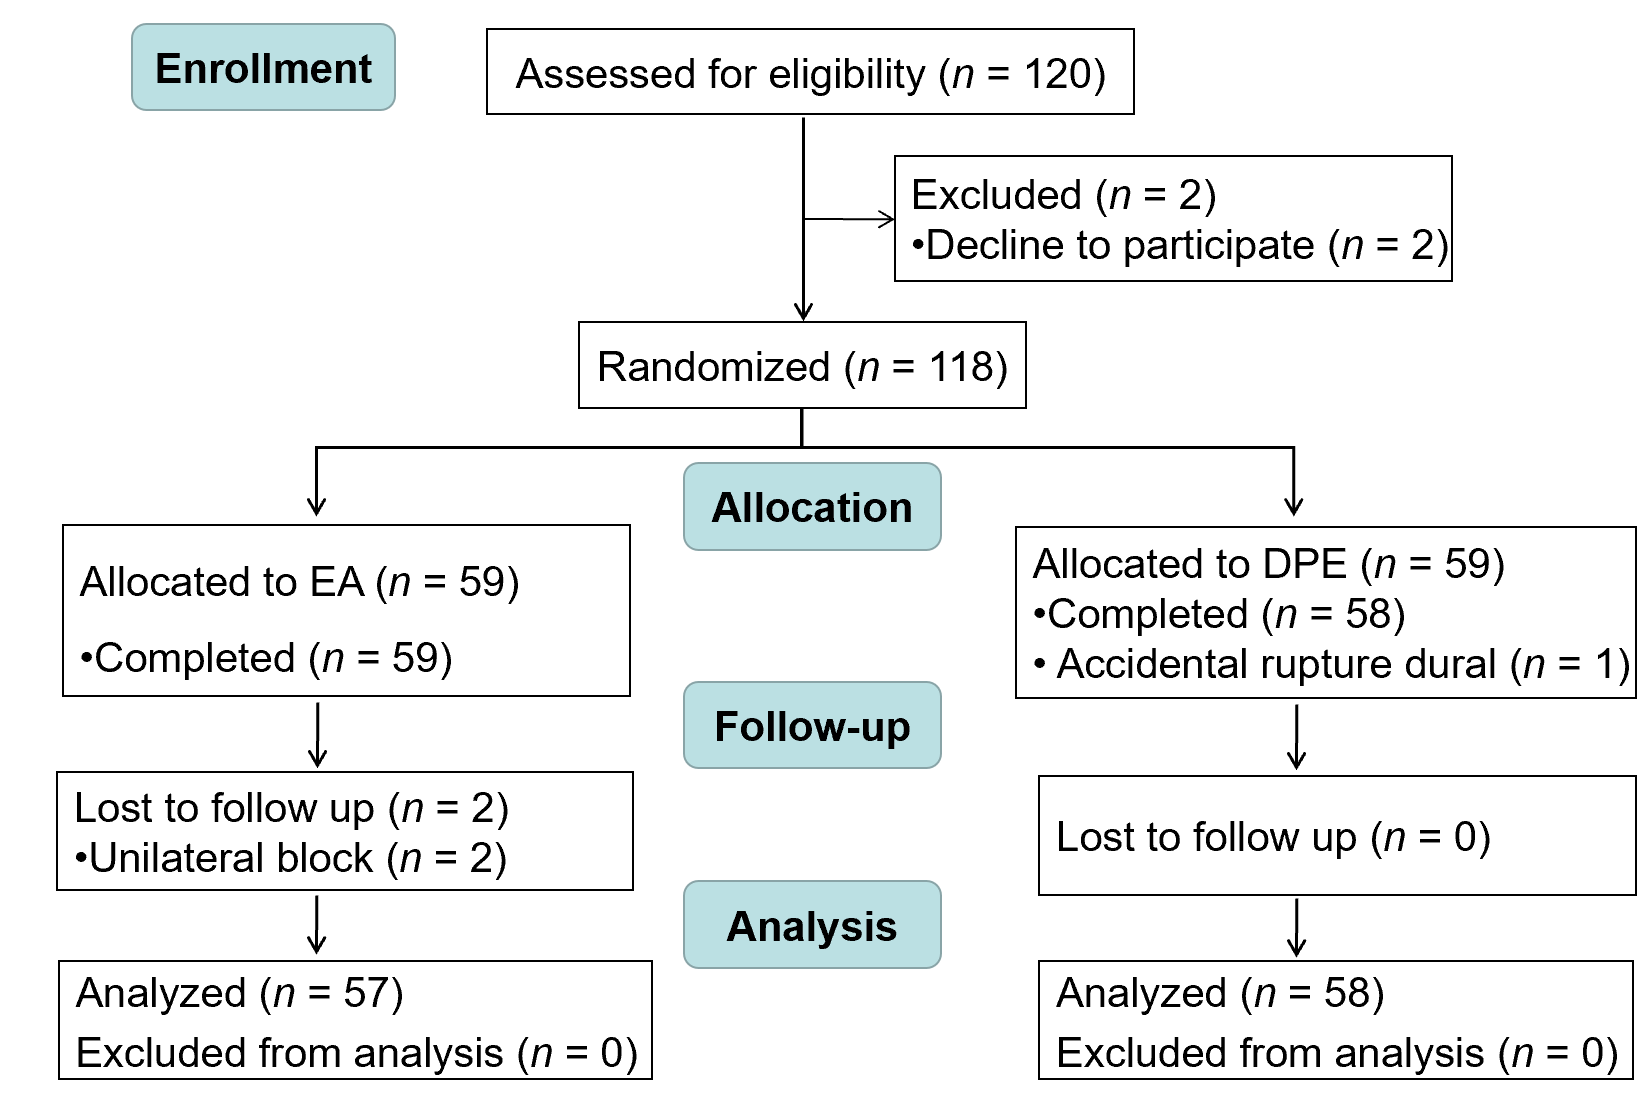 Enrollment
Assessed for eligibility (n = 120)
Excluded (n = 2)
•Decline to participate (n = 2)
Randomized (n = 118)
Allocation
Allocated to EA (n = 59)
•Completed (n = 59)
Allocated to DPE (n = 59)
•Completed (n = 58)
• Accidental rupture dural (n = 1)
Follow-up
Lost to follow up (n = 2)
•Unilateral block (n = 2)
Lost to follow up (n = 0)
Analysis
Analyzed (n = 57)
Excluded from analysis (n = 0)
Analyzed (n = 58)
Excluded from analysis (n = 0)